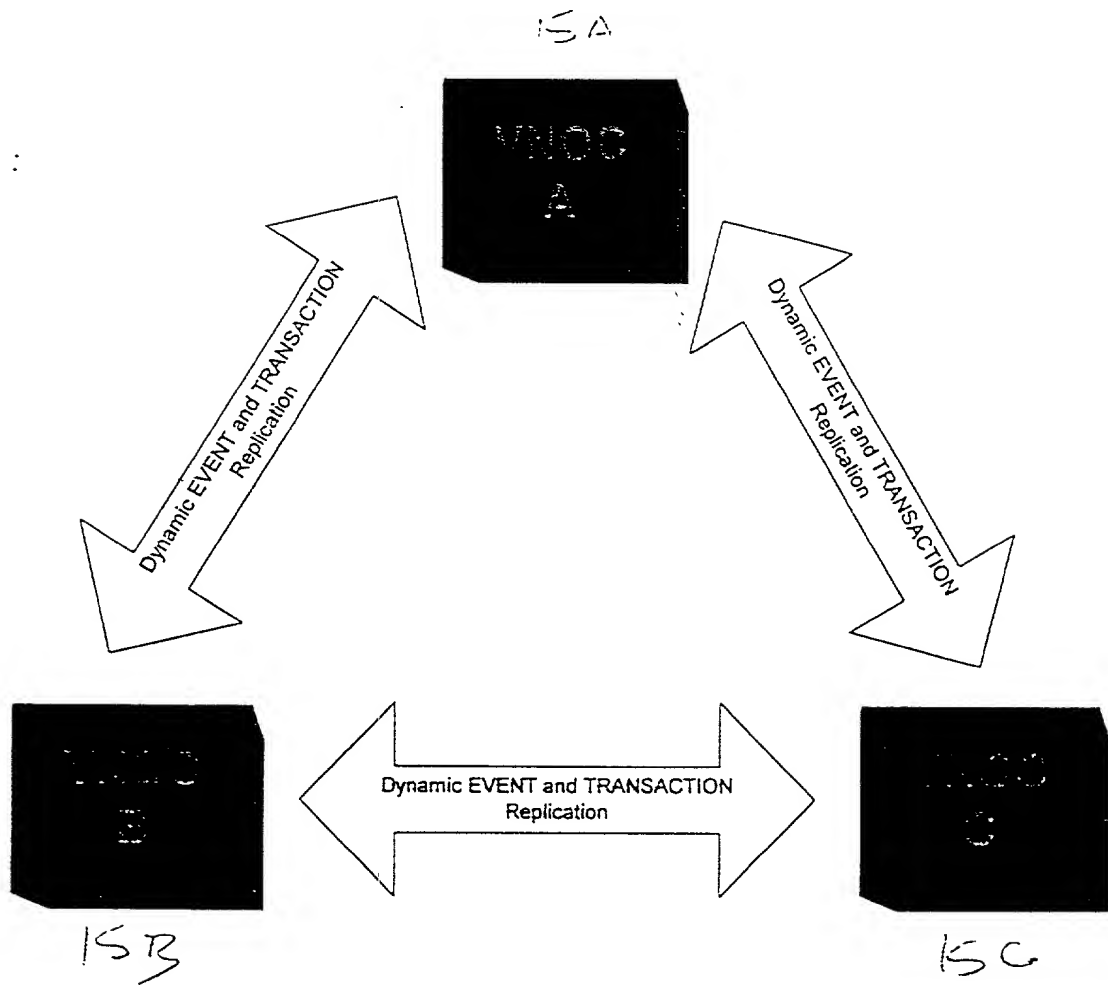 15A
VNOC
A
Dynamic EVENT and TRANSACTION
Replication
Dynamic EVENT and TRANSACTION
Replication
B
C
Dynamic EVENT and TRANSACTION
Replication
15B
15C